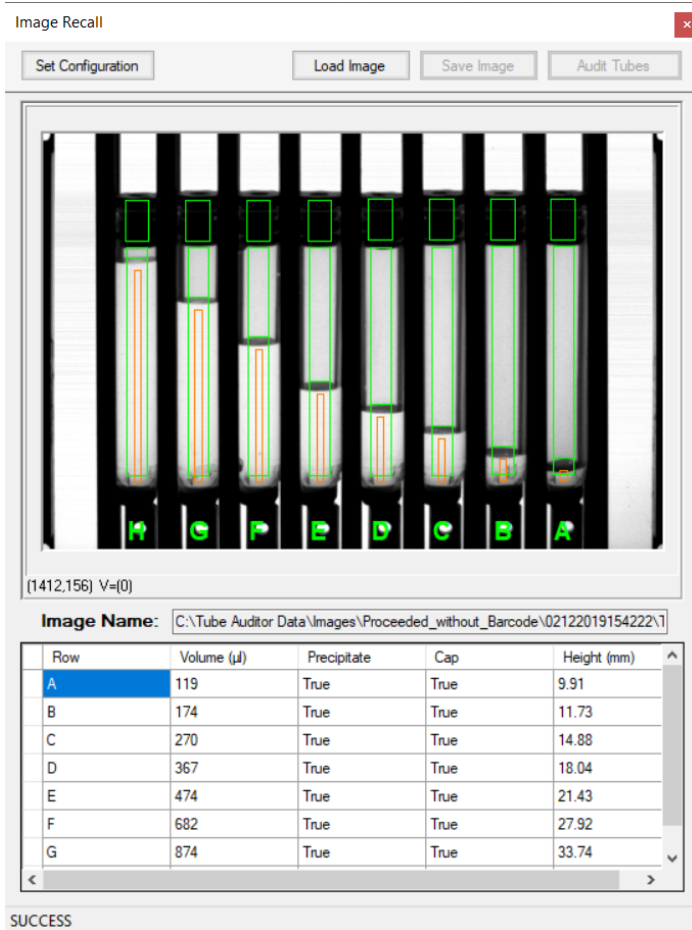 Image Recall
×
Set Configuration Load Image Save Image Audit Tubes
H G F E D C B A
(1412,156) V=(0)
Image Name: C:\Tube Auditor Data\Images\Proceeded_without_Barcode\02122019154222\
Row Volume (µl) Precipitate Cap Height (mm)
A 119 True True 9.91
B 174 True True 11.73
C 270 True True 14.88
D 367 True True 18.04
E 474 True True 21.43
F 682 True True 27.92
G 874 True True 33.74
SUCCESS